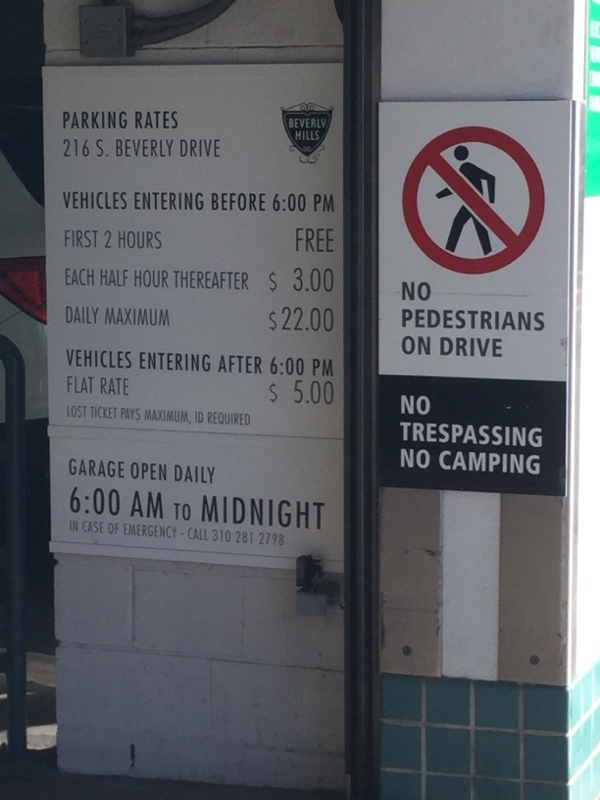 PARKING RATES
216 S. BEVERLY DRIVE
BEVERLY
HILLS
VEHICLES ENTERING BEFORE 6:00 PM
FIRST 2 HOURS FREE
EACH HALF HOUR THEREAFTER $ 3.00
DAILY MAXIMUM $22.00
VEHICLES ENTERING AFTER 6:00 PM
FLAT RATE $ 5.00
LOST TICKET PAYS MAXIMUM, ID REQUIRED
GARAGE OPEN DAILY
6:00 AM TO MIDNIGHT
IN CASE OF EMERGENCY - CALL 310 281 2798
NO
PEDESTRIANS
ON DRIVE
NO
TRESPASSING
NO CAMPING